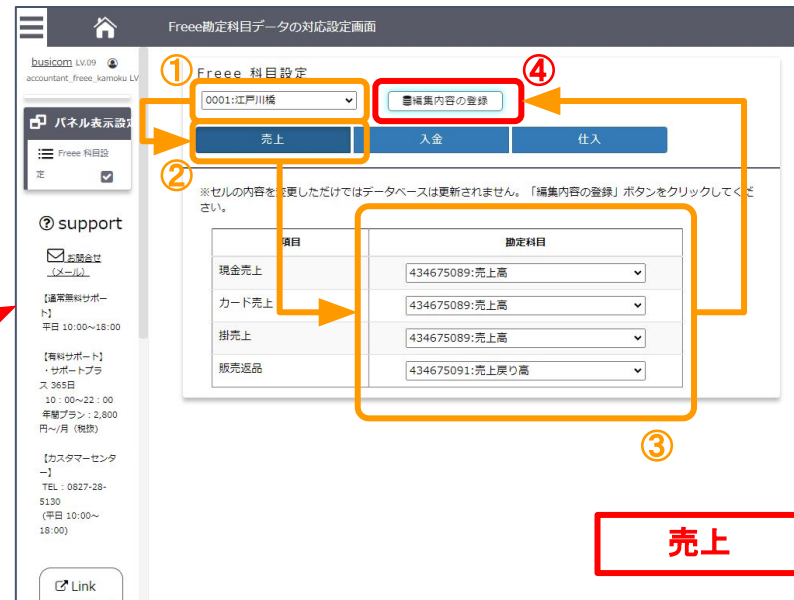 Freee勘定科目データの対応設定画面
busicom LV.09
accountant_freee_kamoku LV
パネル表示設定
Freee 科目設
定
support
お問合せ
（メール）
【通常無料サポー
ト】
平日 10:00～18:00
【有料サポート】
・サポートプラ
ス 365日
10：00～22：00
年間プラン：2,800
円～/月（税抜）
【カスタマーセンタ
ー】
TEL：0827-28-
5130
(平日 10:00～
18:00)
Link
①
Freee 科目設定
④
0001:江戸川橋
編集内容の登録
②
売上
入金
仕入
※セルの内容を変更しただけではデータベースは更新されません。「編集内容の登録」ボタンをクリックしてくだ
さい。
項目
勘定科目
現金売上
434675089:売上高
カード売上
434675089:売上高
掛売上
434675089:売上高
販売返品
434675091:売上戻り高
③
売上